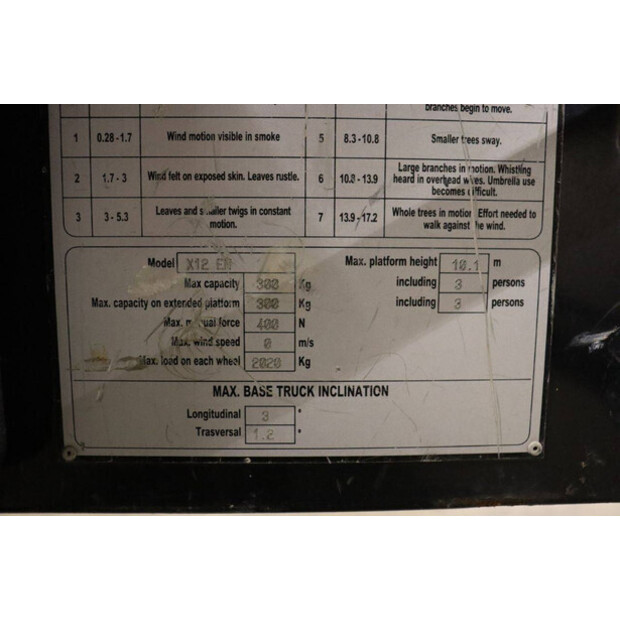 branches begin to move.
1 0.28 - 1.7 Wind motion visible in smoke 5 8.3 - 10.8 Smaller trees sway.
2 1.7 - 3 Wind felt on exposed skin. Leaves rustle. 6 10.8 - 13.9 Large branches in motion. Whistling
heard in overhead wires. Umbrella use
becomes difficult.
3 3 - 5.3 Leaves and smaller twigs in constant
motion. 7 13.9 - 17.2 Whole trees in motion Effort needed to
walk against the wind.
Model X12 Max. platform height 10.1 m
Max capacity 300 Kg including 3 persons
Max. capacity on extended platform 300 Kg including 3 persons
Max. manual force 400 N
Max. wind speed 0 m/s
Max. load on each wheel 2020 Kg
MAX. BASE TRUCK INCLINATION
Longitudinal 3 °
Trasversal 1.2 °